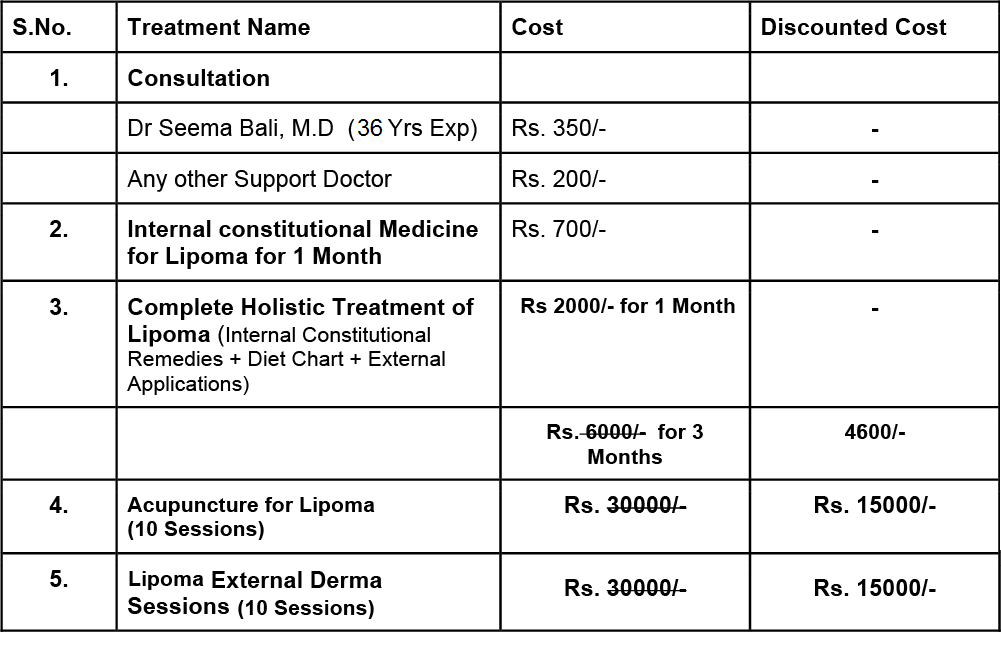 S.No. Treatment Name Cost Discounted Cost
1. Consultation
Dr Seema Bali, M.D (36 Yrs Exp) Rs. 350/- -
Any other Support Doctor Rs. 200/- -
2. Internal constitutional Medicine Rs. 700/- -
for Lipoma for 1 Month
3. Complete Holistic Treatment of Rs 2000/- for 1 Month -
Lipoma (Internal Constitutional
Remedies + Diet Chart + External
Applications)
Rs. 6000/- for 3 4600/-
Months
4. Acupuncture for Lipoma Rs. 30000/- Rs. 15000/-
(10 Sessions)
5. Lipoma External Derma Rs. 30000/- Rs. 15000/-
Sessions (10 Sessions)